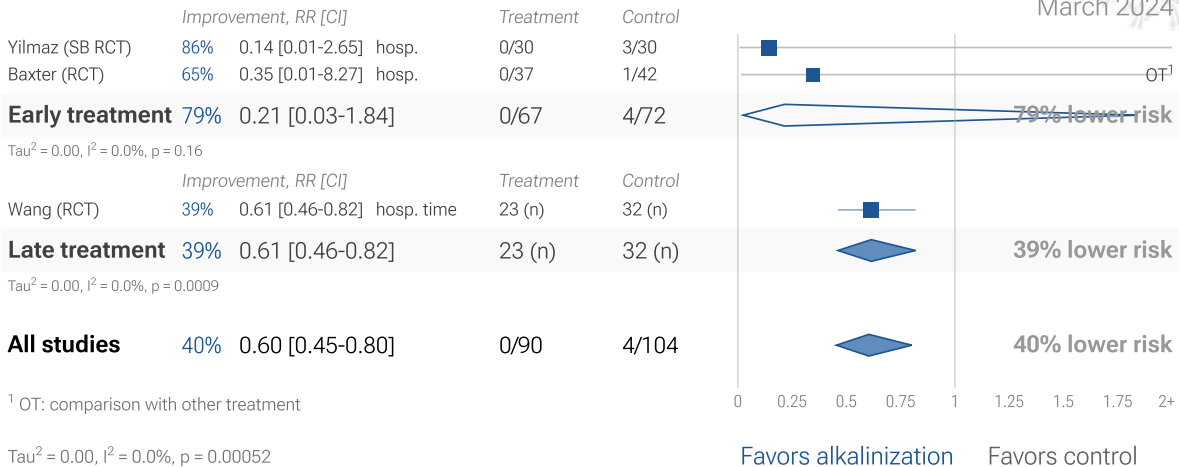 March 2024
Improvement, RR [CI] Treatment Control
Yilmaz (SB RCT) 86% 0.14 [0.01-2.65] hosp. 0/30 3/30
Baxter (RCT) 65% 0.35 [0.01-8.27] hosp. 0/37 1/42 OT¹
Early treatment 79% 0.21 [0.03-1.84] 0/67 4/72 79% lower risk
Tau² = 0.00, I² = 0.0%, p = 0.16
Improvement, RR [CI] Treatment Control
Wang (RCT) 39% 0.61 [0.46-0.82] hosp. time 23 (n) 32 (n)
Late treatment 39% 0.61 [0.46-0.82] 23 (n) 32 (n) 39% lower risk
Tau² = 0.00, I² = 0.0%, p = 0.0009
All studies 40% 0.60 [0.45-0.80] 0/90 4/104 40% lower risk
0 0.25 0.5 0.75 1 1.25 1.5 1.75 2+
¹ OT: comparison with other treatment
Tau² = 0.00, I² = 0.0%, p = 0.00052 Favors alkalinization Favors control